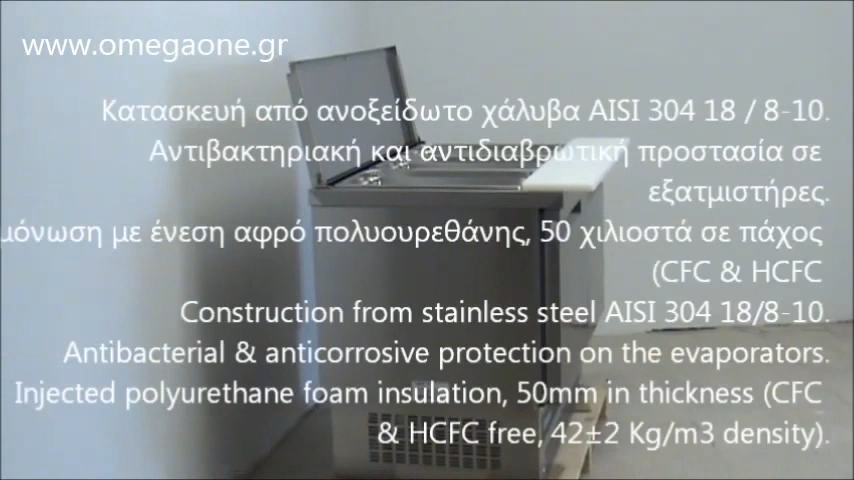 www.omegaone.gr
Κατασκευή από ανοξείδωτο χάλυβα AISI 304 18 / 8-10.
Αντιβακτηριακή και αντιδιαβρωτική προστασία σε
εξατμιστήρες.
μόνωση με ένεση αφρό πολυουρεθάνης, 50 χιλιοστά σε πάχος
(CFC & HCFC
Construction from stainless steel AISI 304 18/8-10.
Antibacterial & anticorrosive protection on the evaporators.
Injected polyurethane foam insulation, 50mm in thickness (CFC
& HCFC free, 42±2 Kg/m3 density).